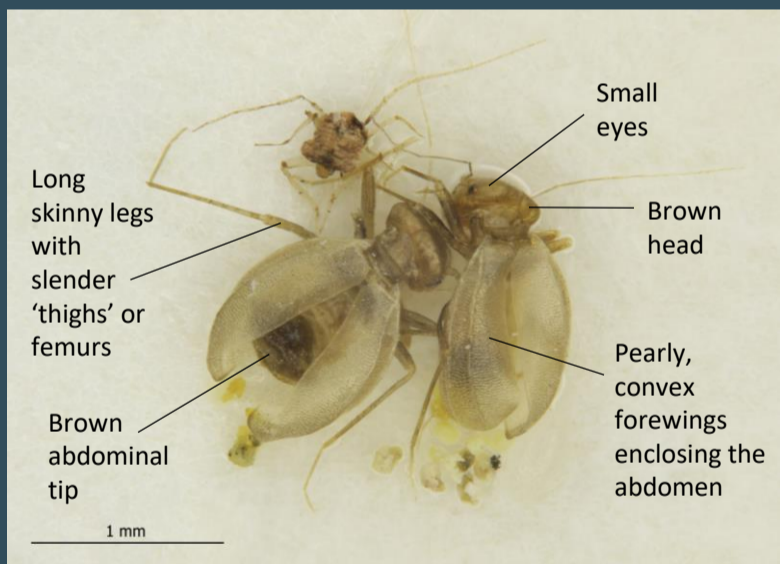 Small
eyes
Long
skinny legs
with
slender
‘thighs’ or
femurs
Brown
head
Pearly,
convex
forewings
enclosing the
abdomen
Brown
abdominal
tip
1 mm